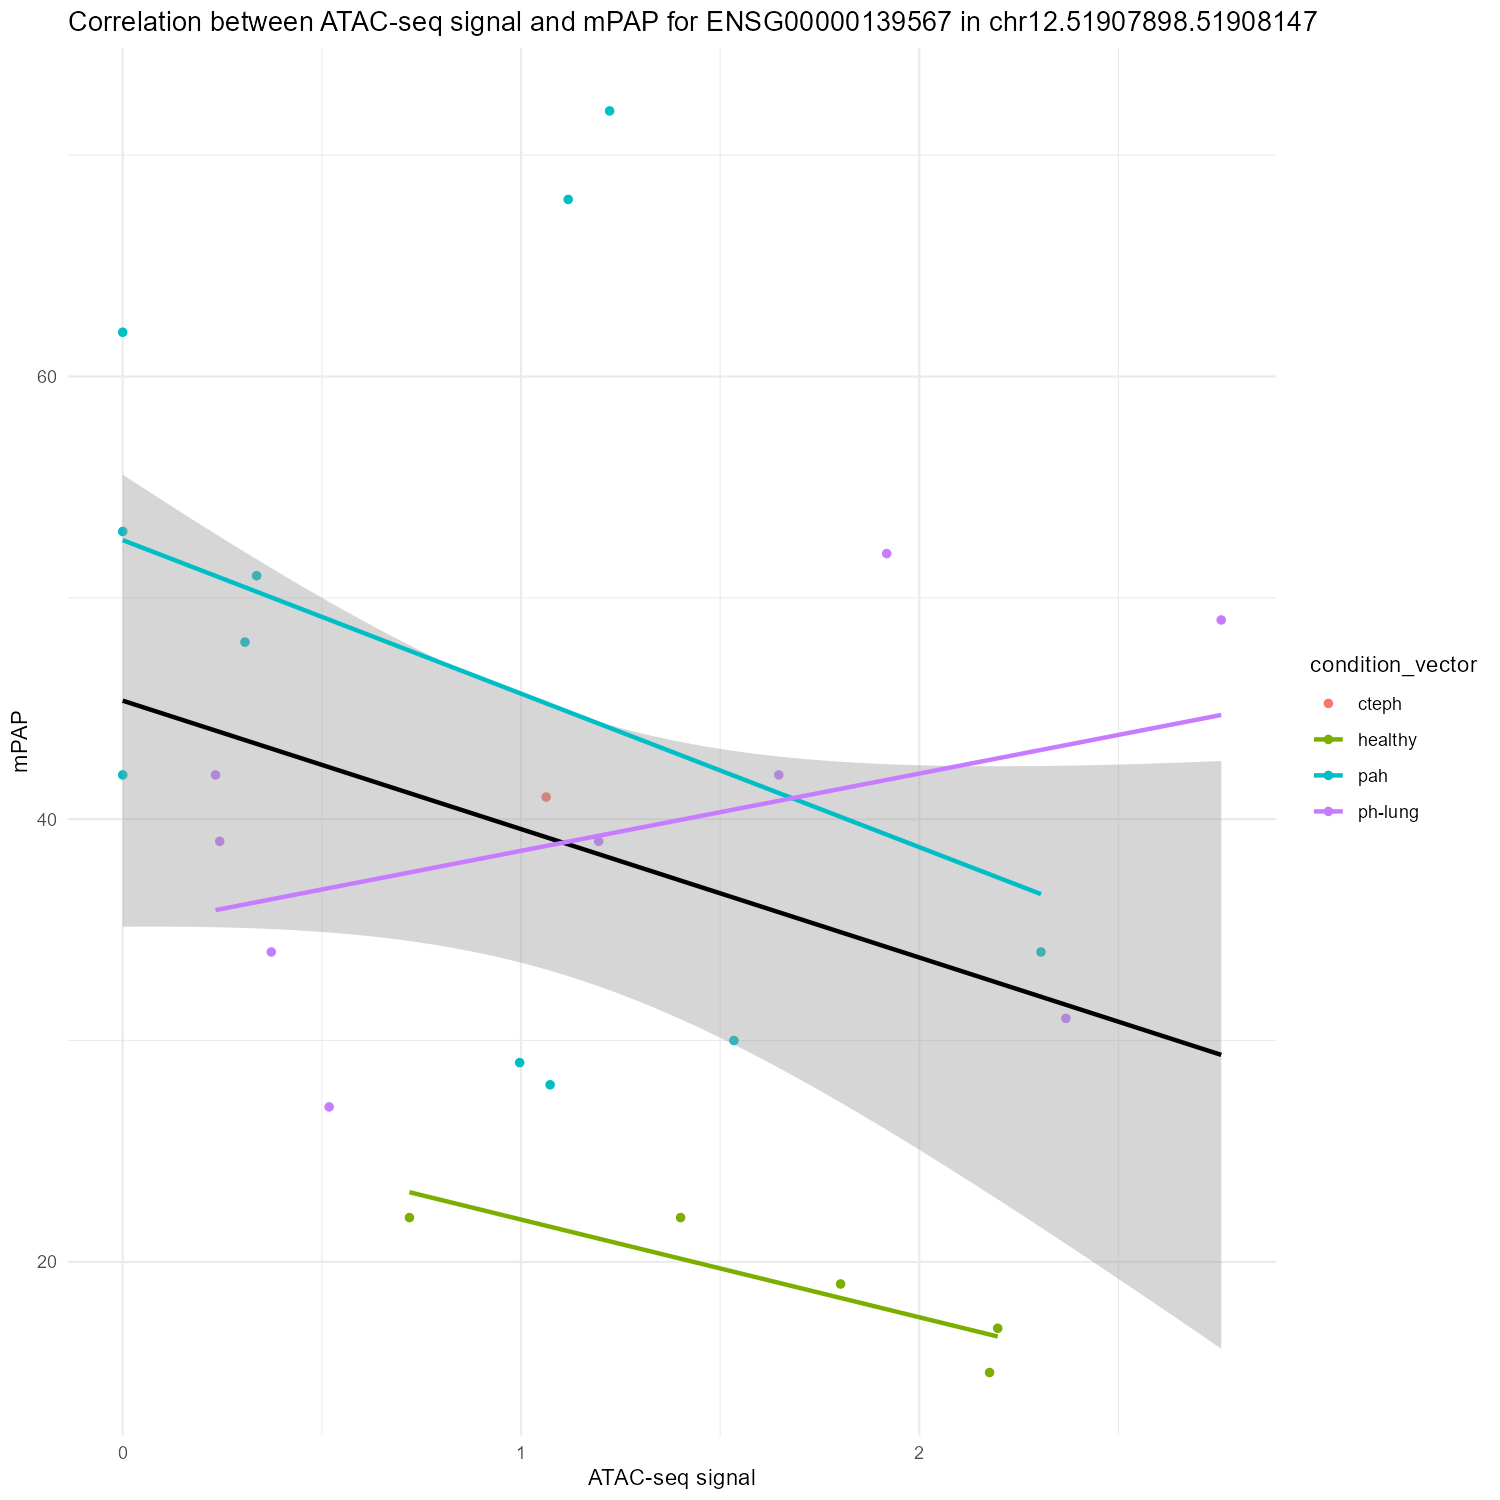 Correlation between ATAC-seq signal and mPAP for ENSG00000139567 in chr12.51907898.51908147
60
40
20
mPAP
0
1
2
ATAC-seq signal
condition_vector
cteph
healthy
pah
ph-lung